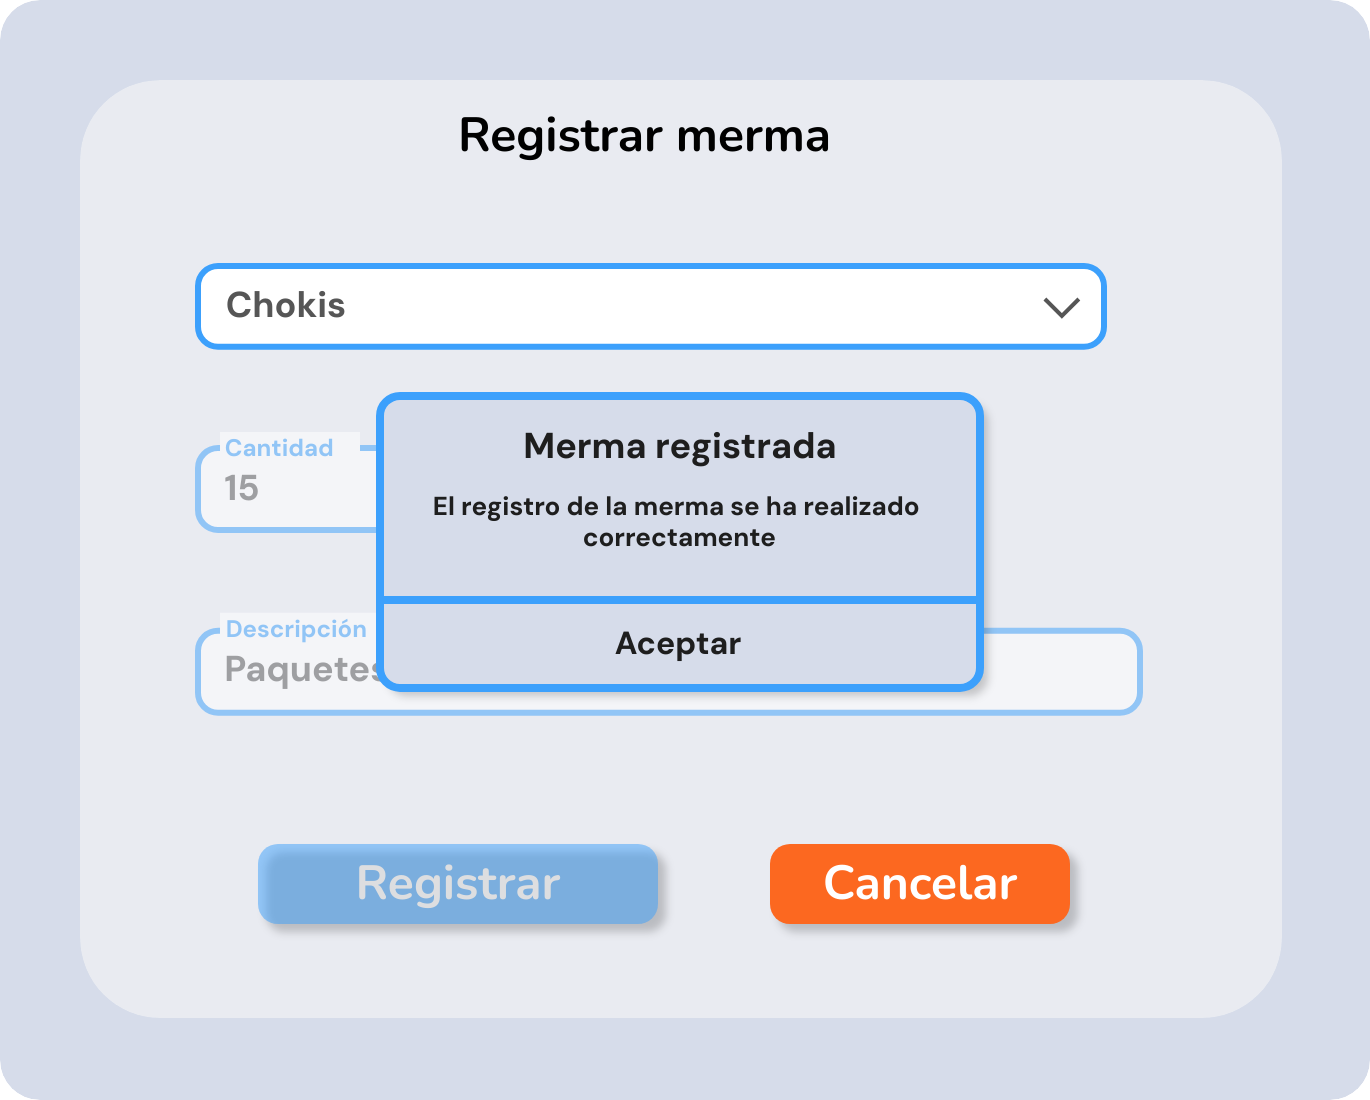 Registrar merma
Chokis
Cantidad
15
Merma registrada
El registro de la merma se ha realizado
correctamente
Descripción
Paquetes
Aceptar
Registrar
Cancelar